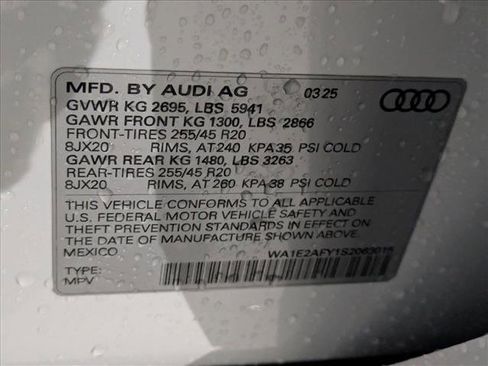 MFD. BY AUDI AG 03 25
GVWR KG 2695, LBS 5941
GAWR FRONT KG 1300, LBS 2866
FRONT-TIRES 255/45 R20
8JX20 RIMS, AT 240 KPA 35 PSI COLD
GAWR REAR KG 1480, LBS 3263
REAR-TIRES 255/45 R20
8JX20 RIMS, AT 260 KPA 38 PSI COLD
THIS VEHICLE CONFORMS TO ALL APPLICABLE
U.S. FEDERAL MOTOR VEHICLE SAFETY AND
THEFT PREVENTION STANDARDS IN EFFECT ON
THE DATE OF MANUFACTURE SHOWN ABOVE.
MEXICO
WA1E2AFY1S2063015
TYPE:
MPV